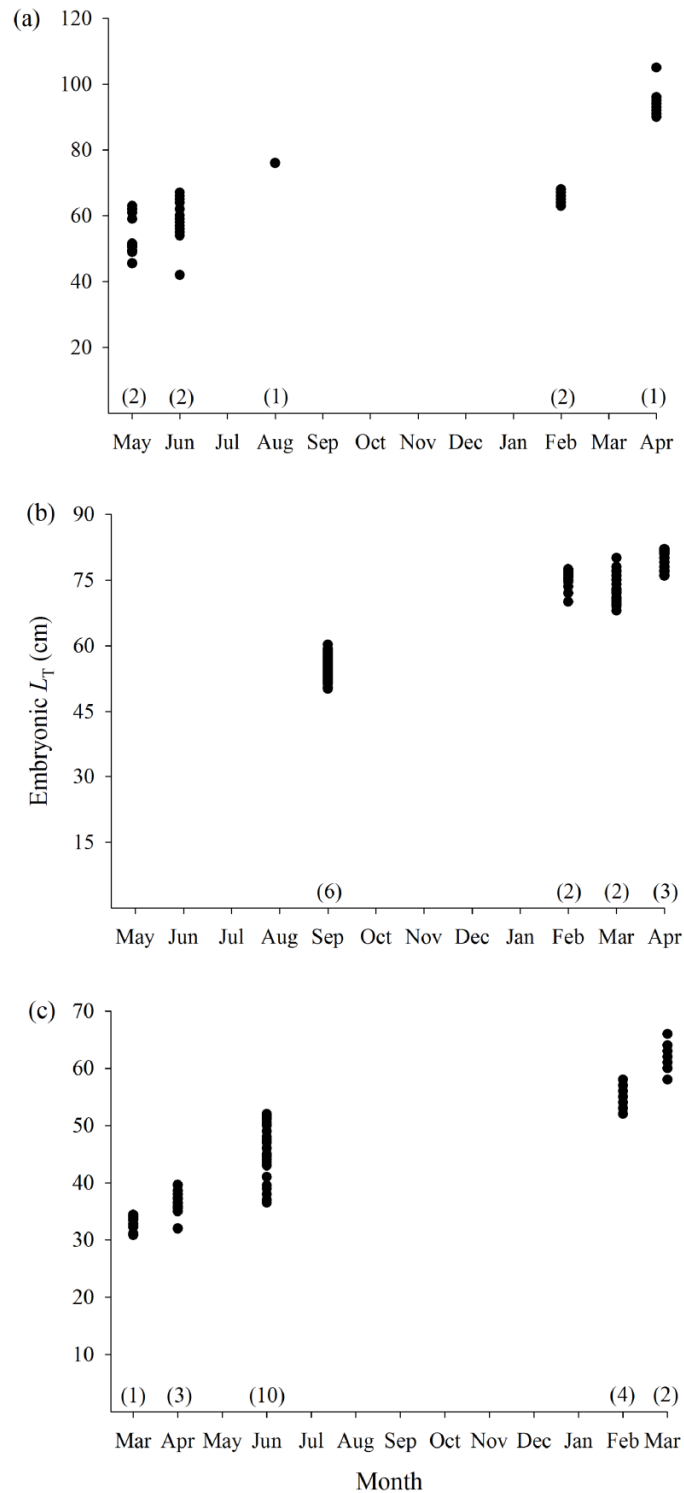 (a)
120
100
80
60
40
20
(2) (2) (1) (2) (1)
May Jun Jul Aug Sep Oct Nov Dec Jan Feb Mar Apr
(b)
90
75
60
45
30
15
Embryonic LT (cm)
(6) (2) (2) (3)
May Jun Jul Aug Sep Oct Nov Dec Jan Feb Mar Apr
(c)
70
60
50
40
30
20
10
(1) (3) (10) (4) (2)
Mar Apr May Jun Jul Aug Sep Oct Nov Dec Jan Feb Mar
Month